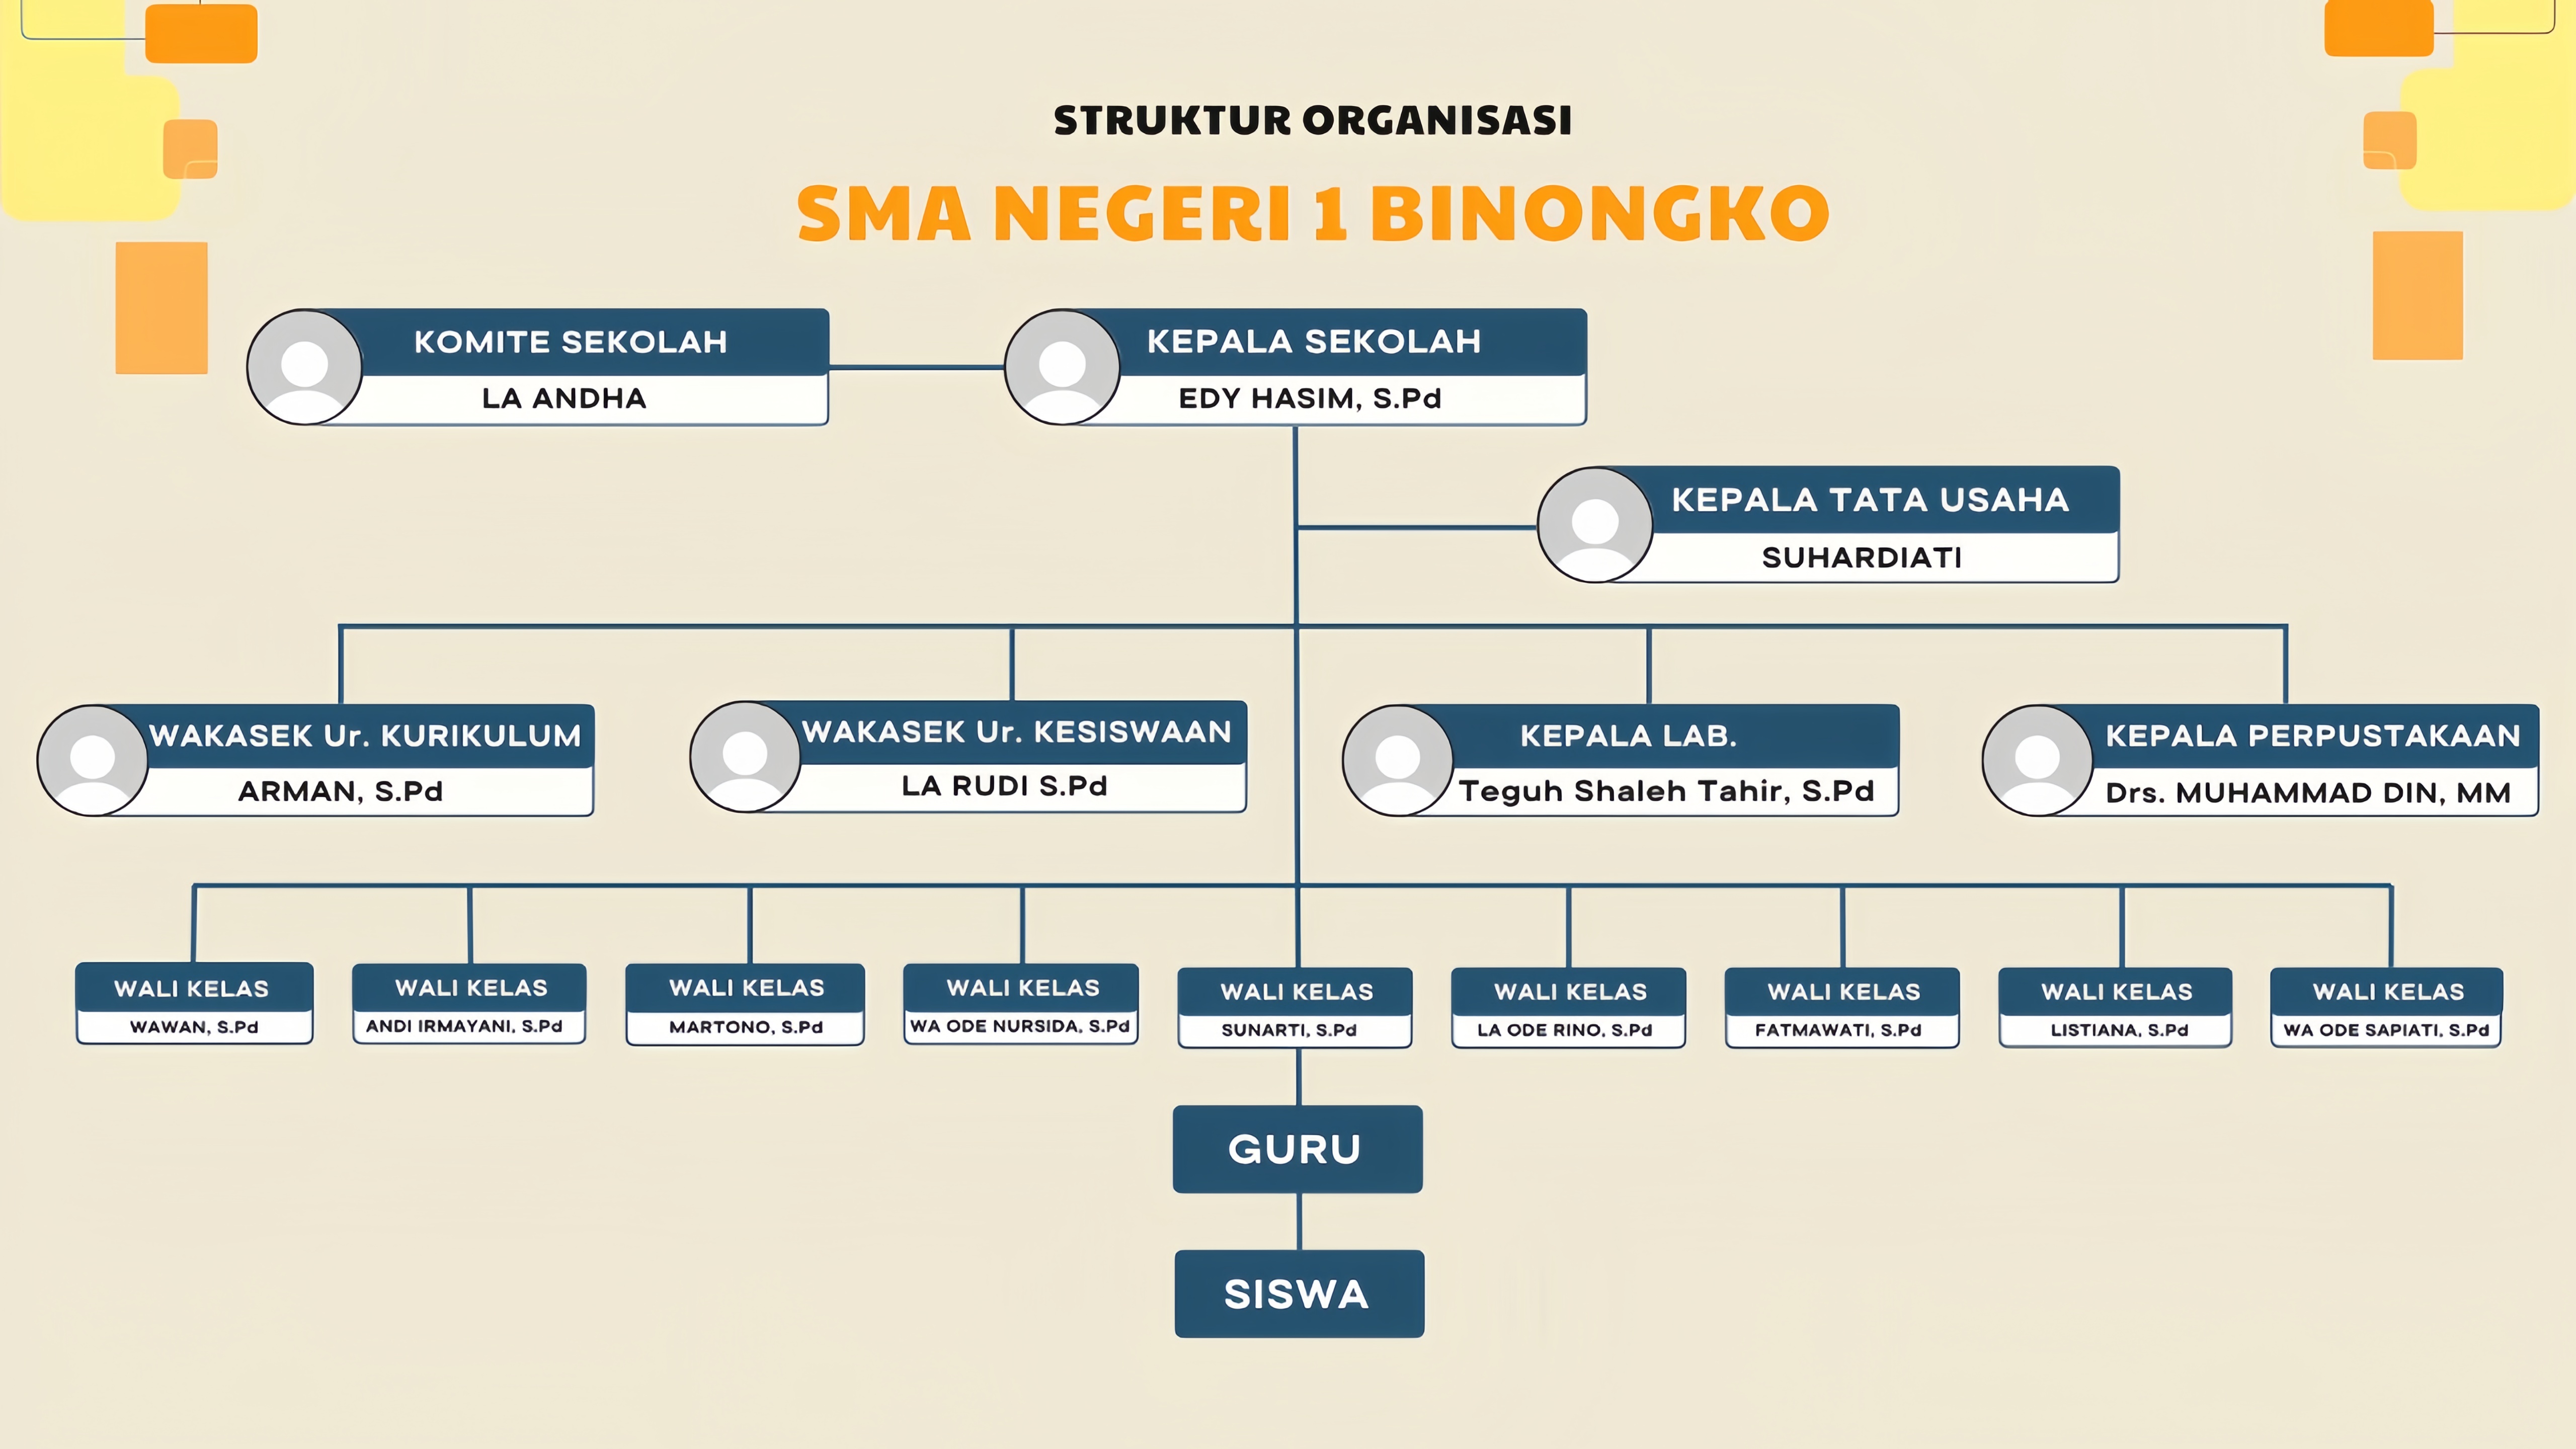 STRUKTUR ORGANISASI
SMA NEGERI 1 BINONGKO
KOMITE SEKOLAH
LA ANDHA
KEPALA SEKOLAH
EDY HASIM, S.Pd
KEPALA TATA USAHA
SUHARDIATI
WAKASEK Ur. KURIKULUM
ARMAN, S.Pd
WAKASEK Ur. KESISWAAN
LA RUDI S.Pd
KEPALA LAB.
Teguh Shaleh Tahir, S.Pd
KEPALA PERPUSTAKAAN
Drs. MUHAMMAD DIN, MM
WALI KELAS
WAWAN, S.Pd
WALI KELAS
ANDI IRMAYANI, S.Pd
WALI KELAS
MARTONO, S.Pd
WALI KELAS
WA ODE NURSIDA, S.Pd
WALI KELAS
SUNARTI, S.Pd
WALI KELAS
LA ODE RINO, S.Pd
WALI KELAS
FATMAWATI, S.Pd
WALI KELAS
LISTIANA, S.Pd
WALI KELAS
WA ODE SAPIATI, S.Pd
GURU
SISWA